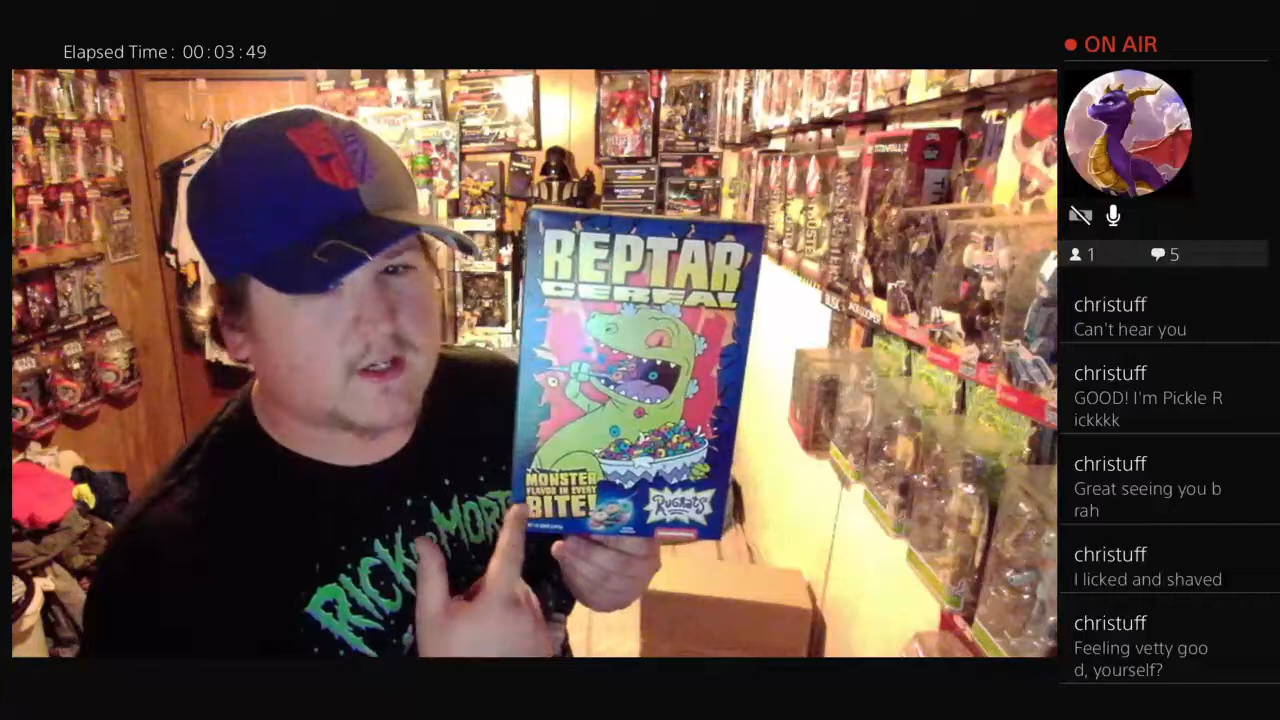 Elapsed Time: 00:03:49
ON AIR
1
5
christuff
Can't hear you
christuff
GOOD! I'm Pickle R
ickkkk
christuff
Great seeing you b
rah
christuff
I licked and shaved
christuff
Feeling vetty goo
d, yourself?
REPTAR
CEREAL
MONSTER
FLAVOR IN EVERY
BITE!
RUGRATS
RICK
MORT